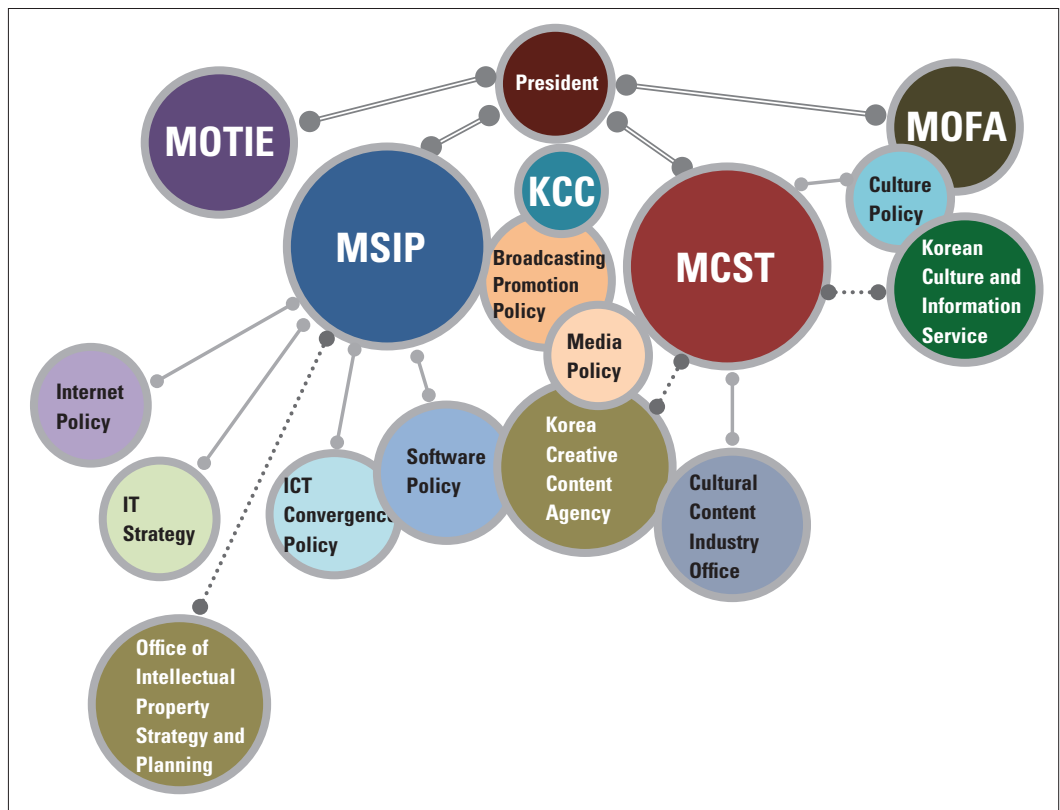 President
MOTIE
MOFA
KCC
Culture
Policy
MSIP
MCST
Broadcasting
Promotion
Policy
Korean
Culture and
Information
Service
Media
Policy
Internet
Policy
IT
Strategy
ICT
Convergence
Policy
Software
Policy
Korea
Creative
Content
Agency
Cultural
Content
Industry
Office
Office of
Intellectual
Property
Strategy and
Planning